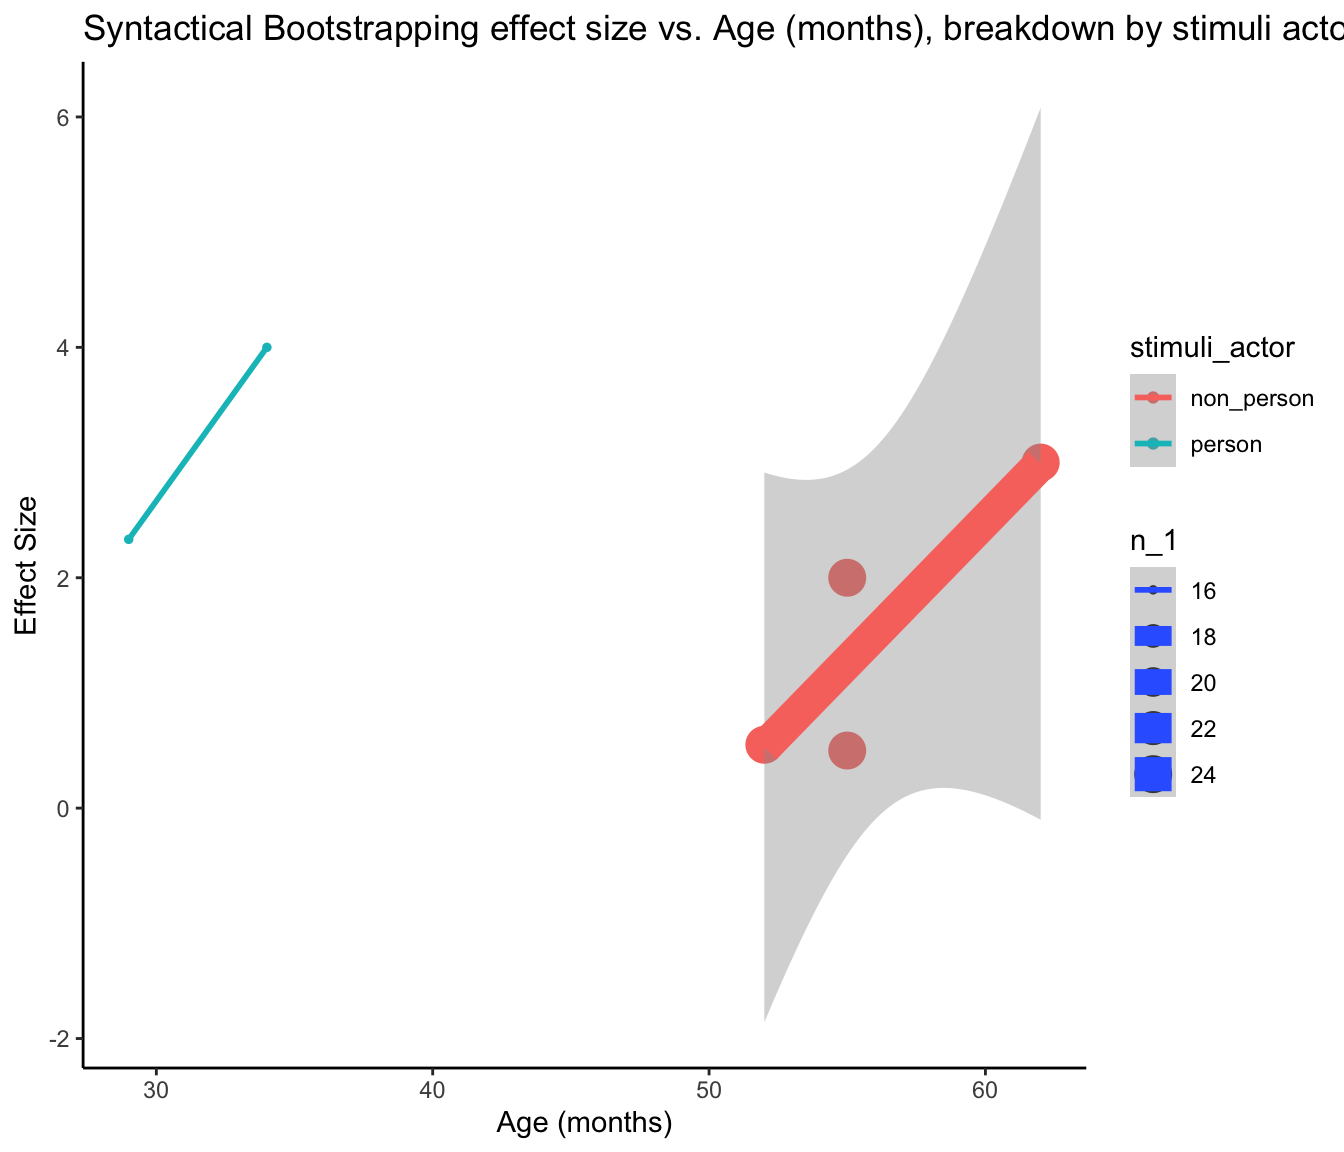 Syntactical Bootstrapping effect size vs. Age (months), breakdown by stimuli acto
6
4
2
0
-2
Effect Size
30 40 50 60
Age (months)
stimuli_actor
non_person
person
n_1
16
18
20
22
24